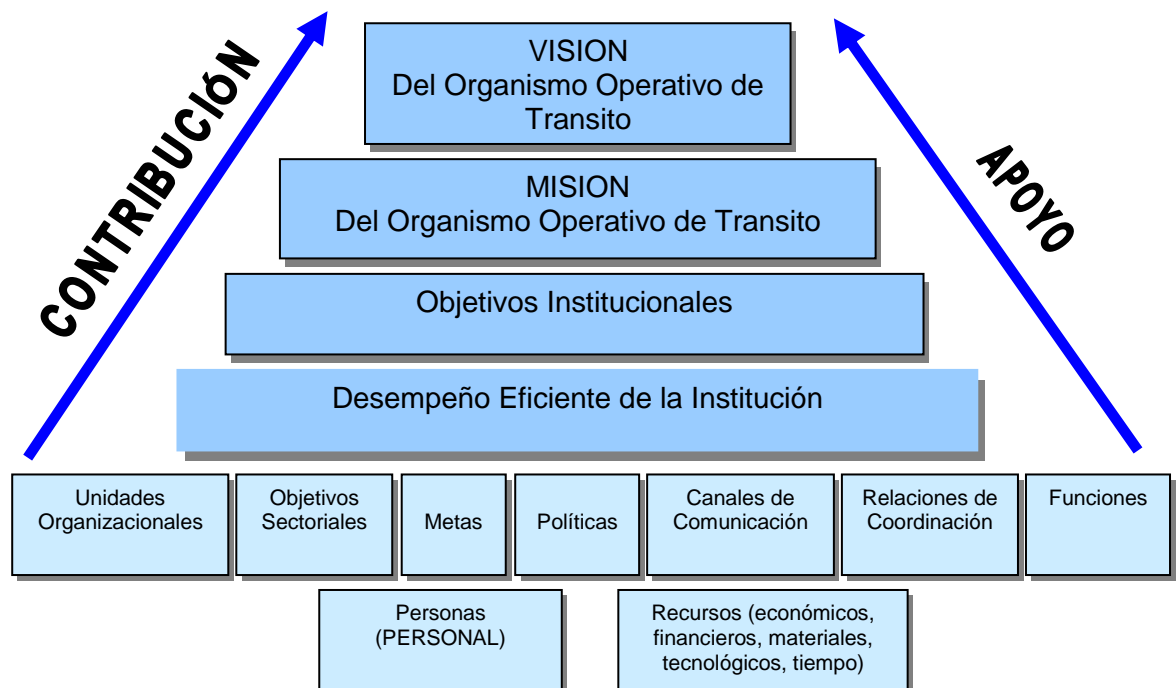 VISION
Del Organismo Operativo de
Transito
CONTRIBUCIÓN
APOYO
MISION
Del Organismo Operativo de Transito
Objetivos Institucionales
Desempeño Eficiente de la Institución
Unidades
Organizacionales
Objetivos
Sectoriales
Metas
Políticas
Canales de
Comunicación
Relaciones de
Coordinación
Funciones
Personas
(PERSONAL)
Recursos (económicos,
financieros, materiales,
tecnológicos, tiempo)